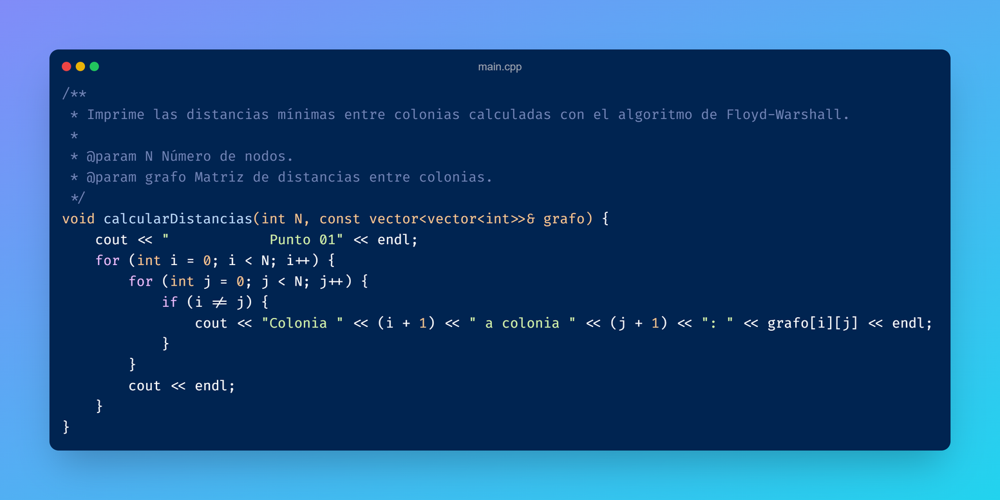 main.cpp
/**
 * Imprime las distancias mínimas entre colonias calculadas con el algoritmo de Floyd-Warshall.
 *
 * @param N Número de nodos.
 * @param grafo Matriz de distancias entre colonias.
 */
void calcularDistancias(int N, const vector<vector<int>>& grafo) {
    cout << "            Punto 01" << endl;
    for (int i = 0; i < N; i++) {
        for (int j = 0; j < N; j++) {
            if (i != j) {
                cout << "Colonia " << (i + 1) << " a colonia " << (j + 1) << ": " << grafo[i][j] << endl;
            }
        }
        cout << endl;
    }
}